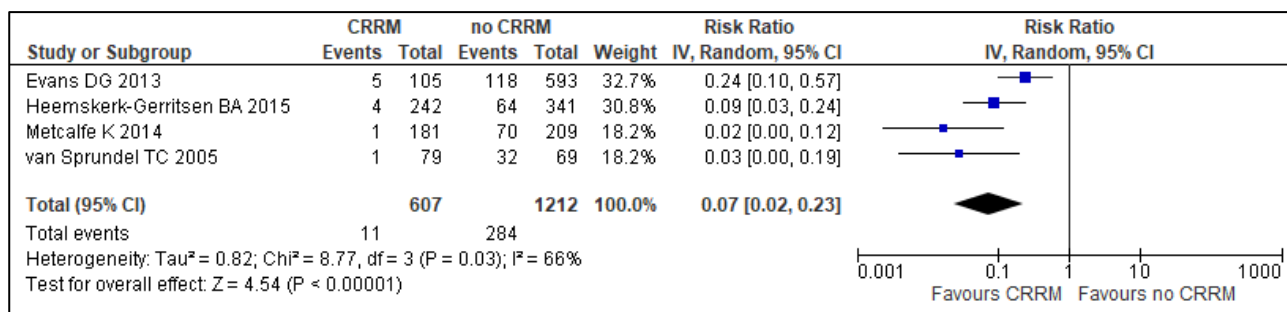 CRRM no CRRM Risk Ratio Risk Ratio
Study or Subgroup Events Total Events Total Weight IV, Random, 95% CI IV, Random, 95% CI
Evans DG 2013 5 105 118 593 32.7% 0.24 [0.10, 0.57]
Heemskerk-Gerritsen BA 2015 4 242 64 341 30.8% 0.09 [0.03, 0.24]
Metcalfe K 2014 1 181 70 209 18.2% 0.02 [0.00, 0.12]
van Sprundel TC 2005 1 79 32 69 18.2% 0.03 [0.00, 0.19]
Total (95% CI) 607 1212 100.0% 0.07 [0.02, 0.23]
Total events 11 284
Heterogeneity: Tau² = 0.82; Chi² = 8.77, df = 3 (P = 0.03); I² = 66%
Test for overall effect: Z = 4.54 (P < 0.00001)
0.001 0.1 1 10 1000
Favours CRRM Favours no CRRM